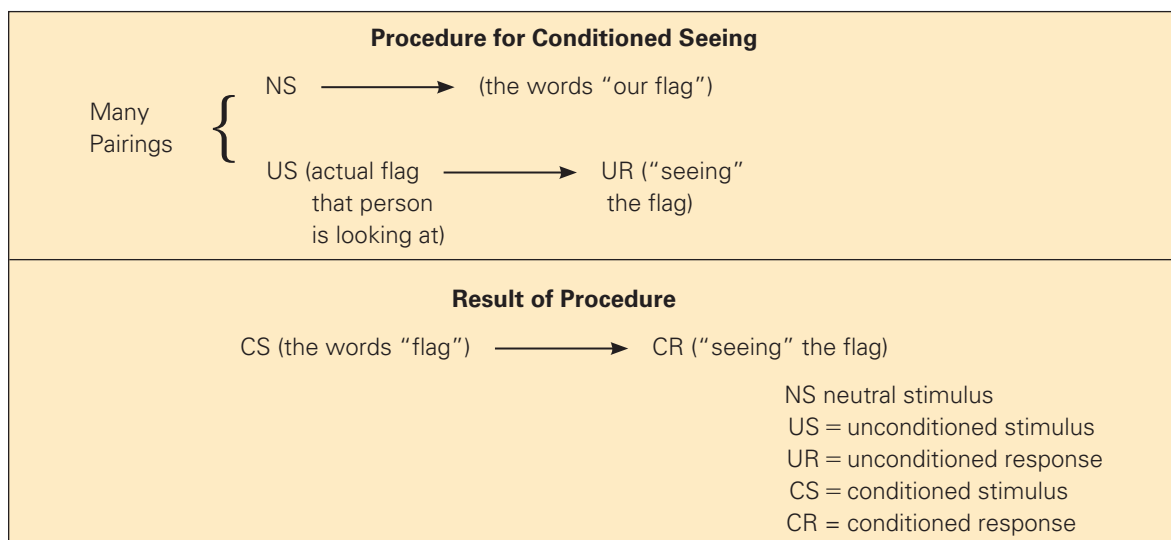 Procedure for Conditioned Seeing
NS (the words “our flag”)
Many
Pairings
{
US (actual flag UR (“seeing”
that person the flag)
is looking at)
Result of Procedure
CS (the words “flag”) CR (“seeing” the flag)
NS neutral stimulus
US = unconditioned stimulus
UR = unconditioned response
CS = conditioned stimulus
CR = conditioned response